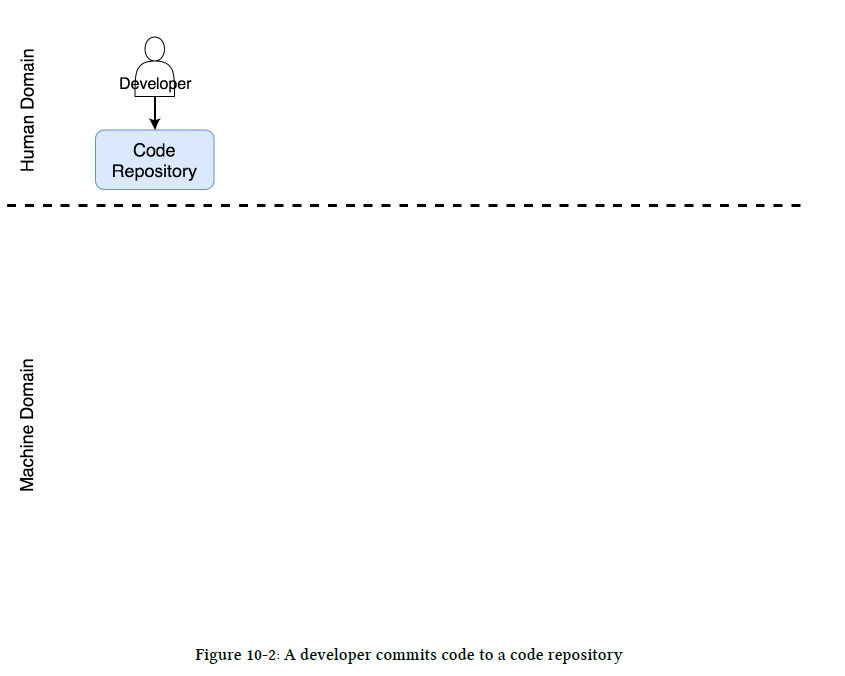 Human Domain
Developer
Code
Repository
Machine Domain
Figure 10-2: A developer commits code to a code repository